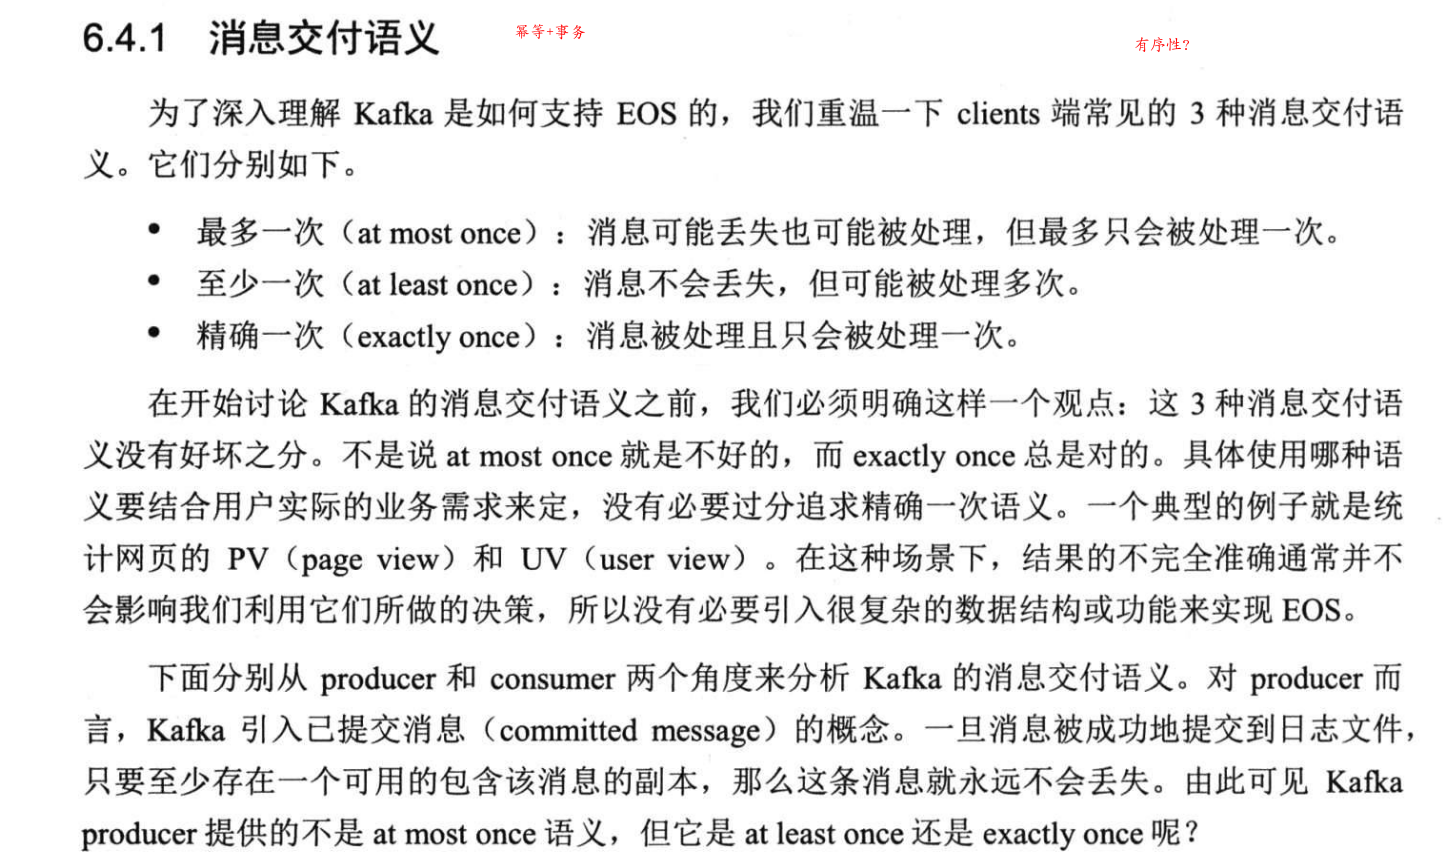 6.4.1 消息交付语义 幂等+事务 有序性?
为了深入理解 Kafka 是如何支持 EOS 的，我们重温一下 clients 端常见的 3 种消息交付语
义。它们分别如下。
• 最多一次（at most once）：消息可能丢失也可能被处理，但最多只会被处理一次。
• 至少一次（at least once）：消息不会丢失，但可能被处理多次。
• 精确一次（exactly once）：消息被处理且只会被处理一次。
在开始讨论 Kafka 的消息交付语义之前，我们必须明确这样一个观点：这 3 种消息交付语
义没有好坏之分。不是说 at most once 就是不好的，而 exactly once 总是对的。具体使用哪种语
义要结合用户实际的业务需求来定，没有必要过分追求精确一次语义。一个典型的例子就是统
计网页的 PV（page view）和 UV（user view）。在这种场景下，结果的不完全准确通常并不
会影响我们利用它们所做的决策，所以没有必要引入很复杂的数据结构或功能来实现 EOS。
下面分别从 producer 和 consumer 两个角度来分析 Kafka 的消息交付语义。对 producer 而
言，Kafka 引入已提交消息（committed message）的概念。一旦消息被成功地提交到日志文件，
只要至少存在一个可用的包含该消息的副本，那么这条消息就永远不会丢失。由此可见 Kafka
producer 提供的不是 at most once 语义，但它是 at least once 还是 exactly once 呢？